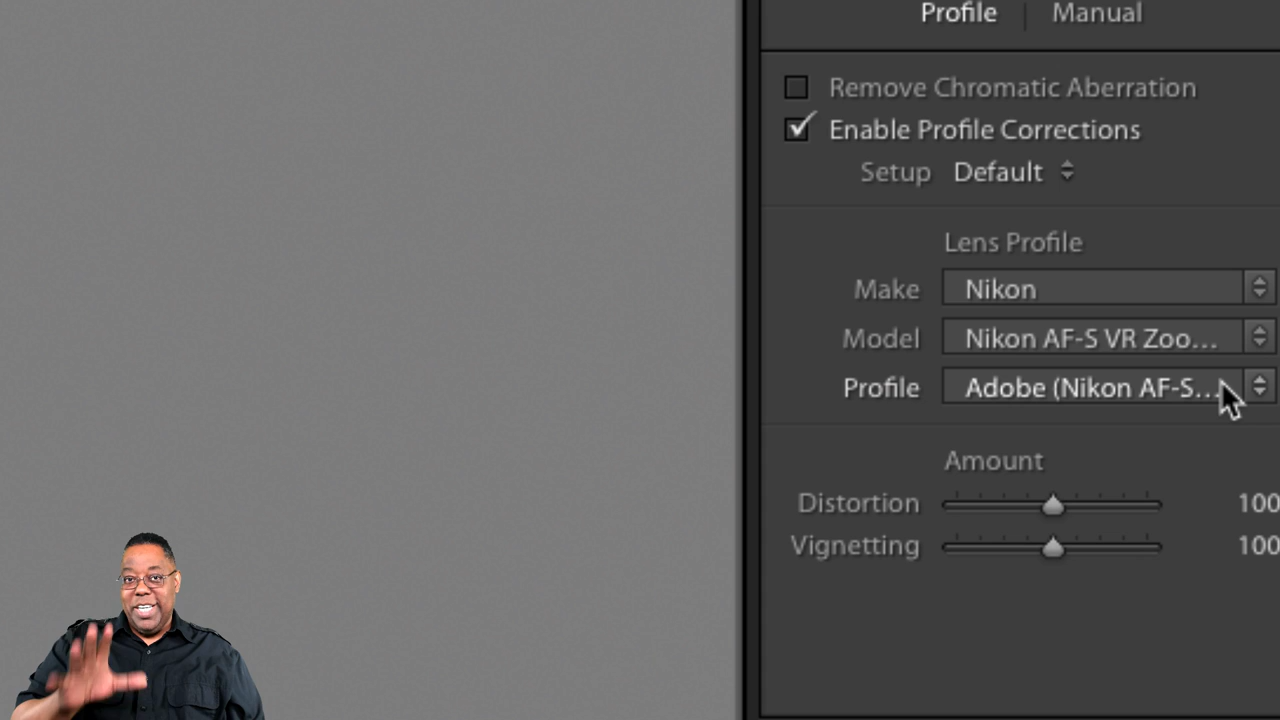 Profile | Manual
Remove Chromatic Aberration
Enable Profile Corrections
Setup Default
Lens Profile
Make Nikon
Model Nikon AF-S VR Zoo...
Profile Adobe (Nikon AF-S...
Amount
Distortion 100
Vignetting 100